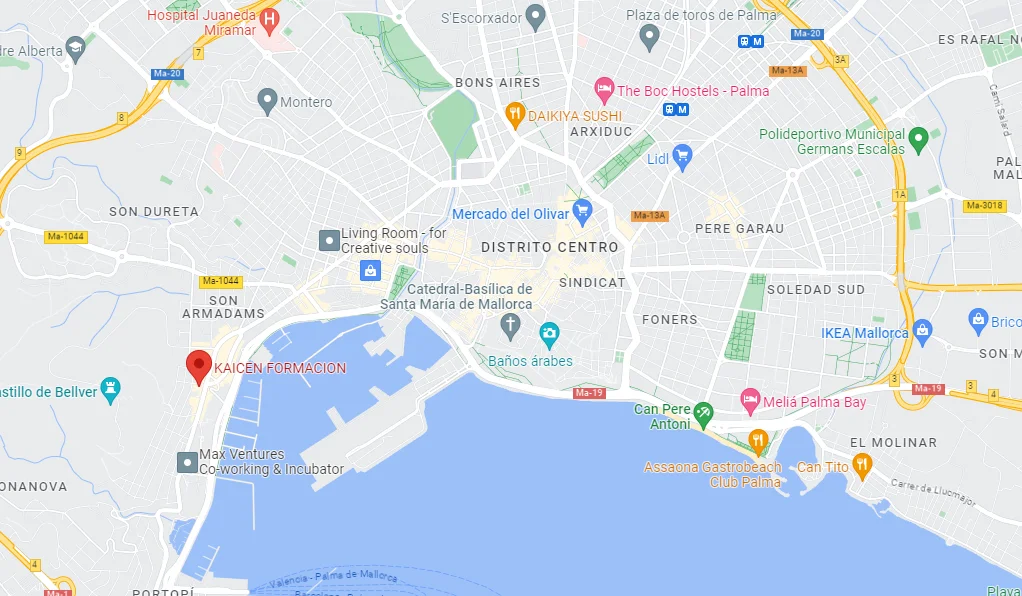 Hospital Juaneda
Miramar
S'Escorxador
Plaza de toros de Palma
dre Alberta
7
Ma-20
Ma-20
ES RAFAL NO
3A
Ma-13A
BONS AIRES
The Boc Hostels - Palma
Montero
DAIKIYA SUSHI
ARXIDUC
8
Camí Salard
Polideportivo Municipal
Germans Escalas
9
Lidl
PAL
MAL
1A
SON DURETA
Mercado del Olivar
Ma-13A
Ma-3018
Ma-1044
Living Room - for
Creative souls
DISTRITO CENTRO
PERE GARAU
Ma-1044
SON
ARMADAMS
Catedral-Basílica de
Santa María de Mallorca
SINDICAT
SOLEDAD SUD
FONERS
IKEA Mallorca
Brico
SON M
Baños árabes
KAICEN FORMACION
astillo de Bellver
Ma-19
3
Ma-19
3
4
Can Pere
Antoni
Meliá Palma Bay
EL MOLINAR
Max Ventures
Co-working & Incubator
Assaona Gastrobeach
Club Palma
Can Tito
ONANOVA
Carrer de Llucmajor
4
Valencia - Palma de Mallorca
Ma-1
PORTOPÍ
Playa